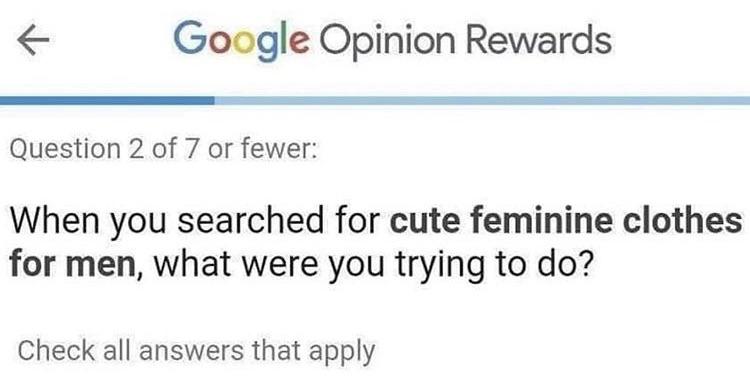 Google Opinion Rewards
Question 2 of 7 or fewer:
When you searched for cute feminine clothes
for men, what were you trying to do?
Check all answers that apply